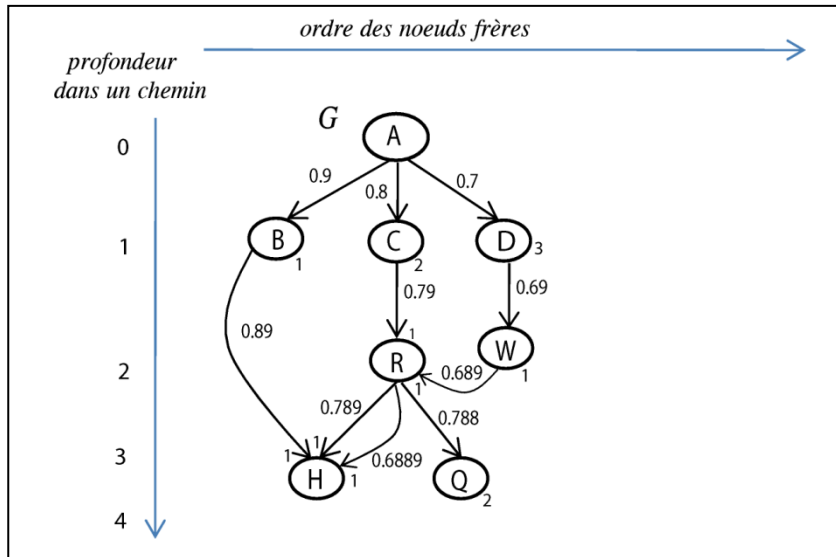 ordre des noeuds frères
profondeur
dans un chemin
G
A
0
0.9
0.8
0.7
1
B
1
C
2
D
3
0.79
0.69
0.89
1
R
1
W
1
2
0.689
0.789
0.788
3
1
1
H
1
0.6889
Q
2
4